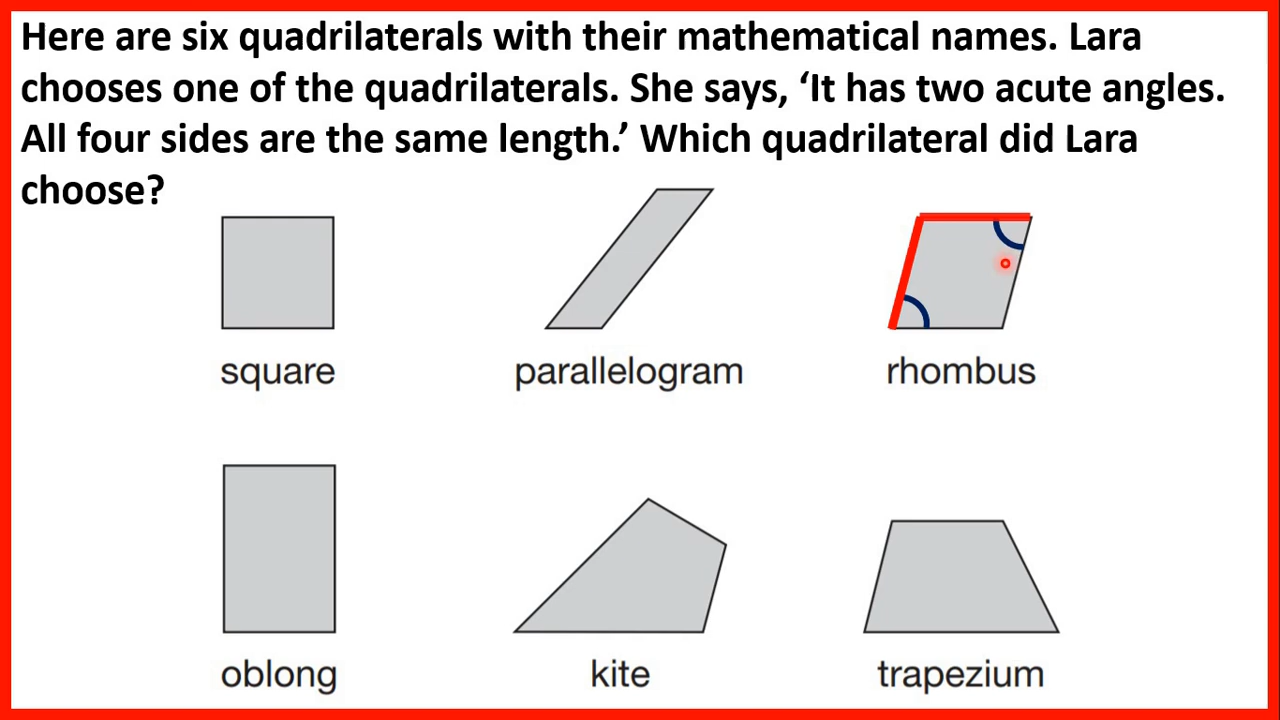 Here are six quadrilaterals with their mathematical names. Lara
chooses one of the quadrilaterals. She says, ‘It has two acute angles.
All four sides are the same length.’ Which quadrilateral did Lara
choose?
square parallelogram rhombus
oblong kite trapezium